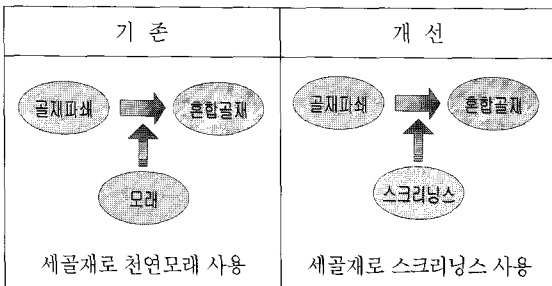 기 존
개 선
골재파쇄
혼합골재
모래
세골재로 천연모래 사용
골재파쇄
혼합골재
스크리닝스
세골재로 스크리닝스 사용